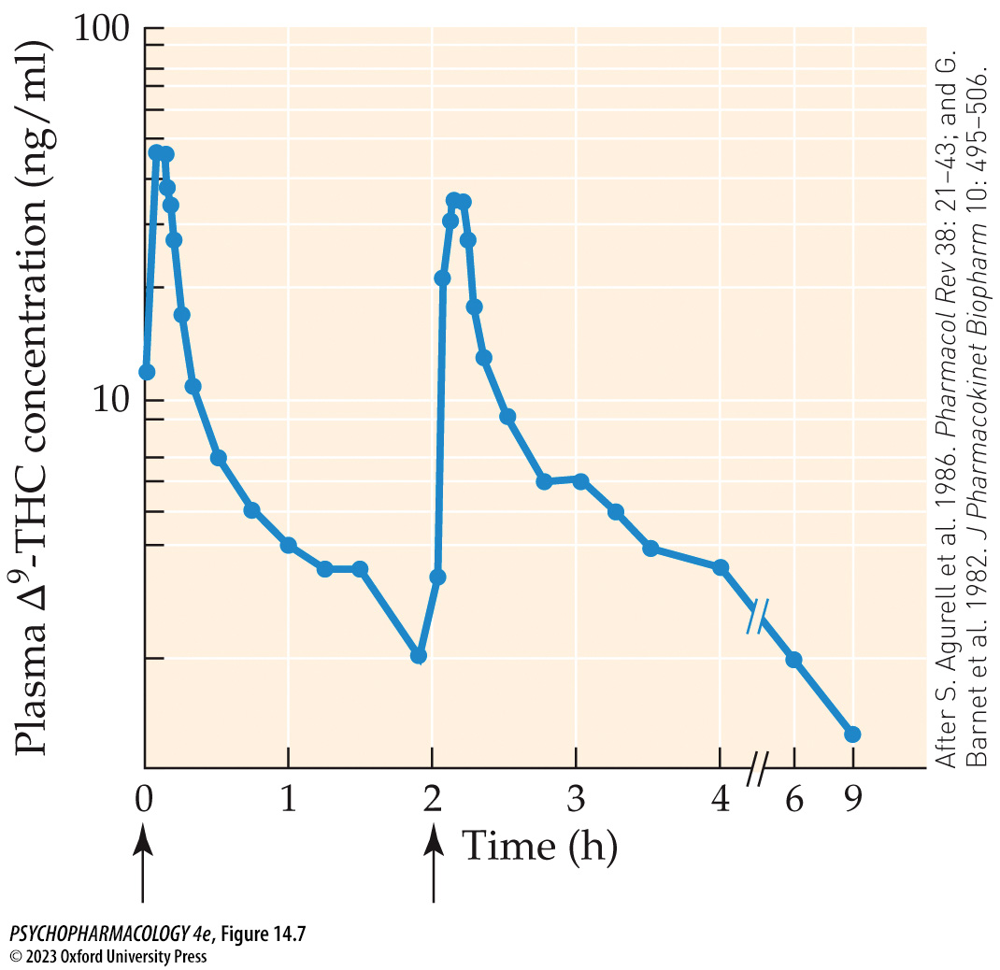 100
10
Plasma Δ⁹-THC concentration (ng/ml)
0 1 2 3 4 6 9
Time (h)
After S. Agurell et al. 1986. Pharmacol Rev 38: 21–43; and G.
Barnet et al. 1982. J Pharmacokinet Biopharm 10: 495–506.
PSYCHOPHARMACOLOGY 4e, Figure 14.7
© 2023 Oxford University Press